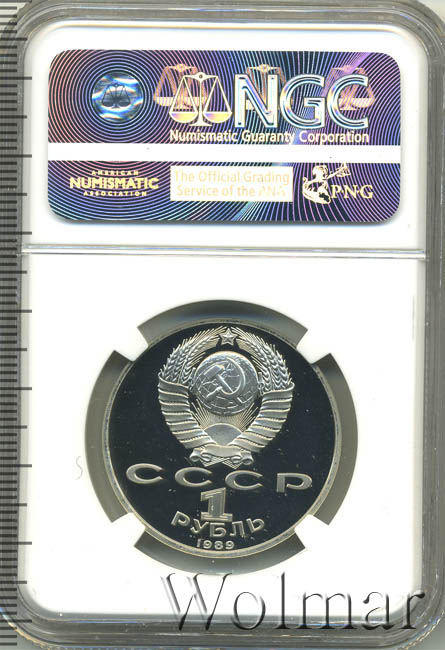 NGC
Numismatic Guaranty Corporation
AMERICAN
NUMISMATIC
ASSOCIATION
The Official Grading
Service of the ANA
PNG
СССР
1
РУБЛЬ
1989
Wolmar